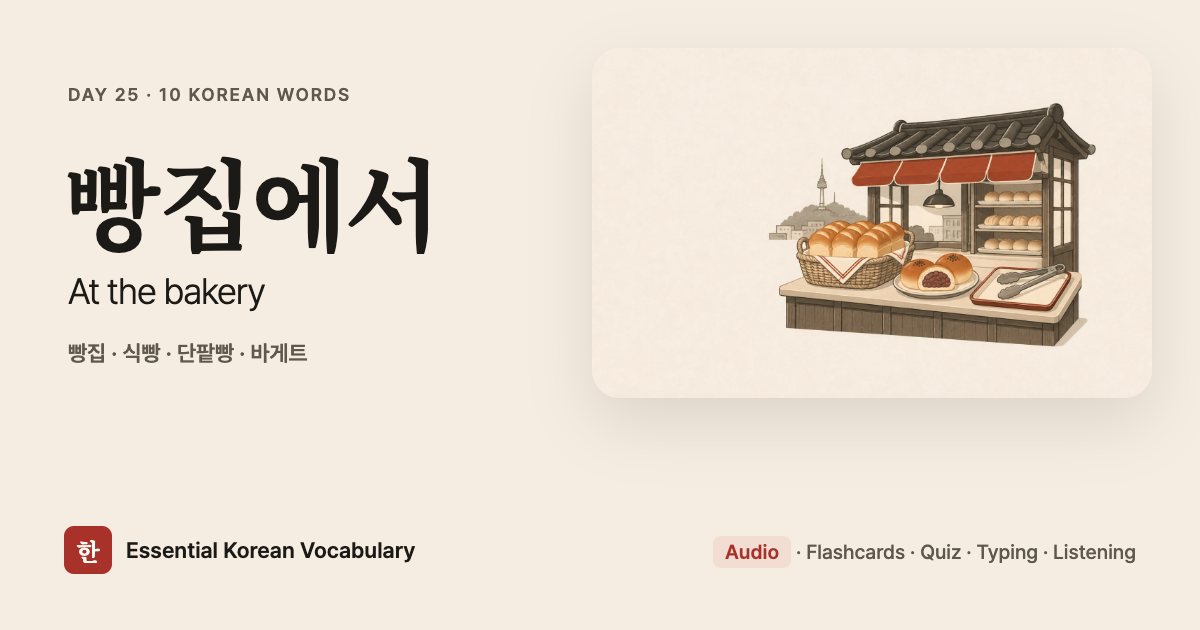 DAY 25 · 10 KOREAN WORDS
빵집에서
At the bakery
빵집 · 식빵 · 단팥빵 · 바게트
한
Essential Korean Vocabulary
Audio · Flashcards · Quiz · Typing · Listening